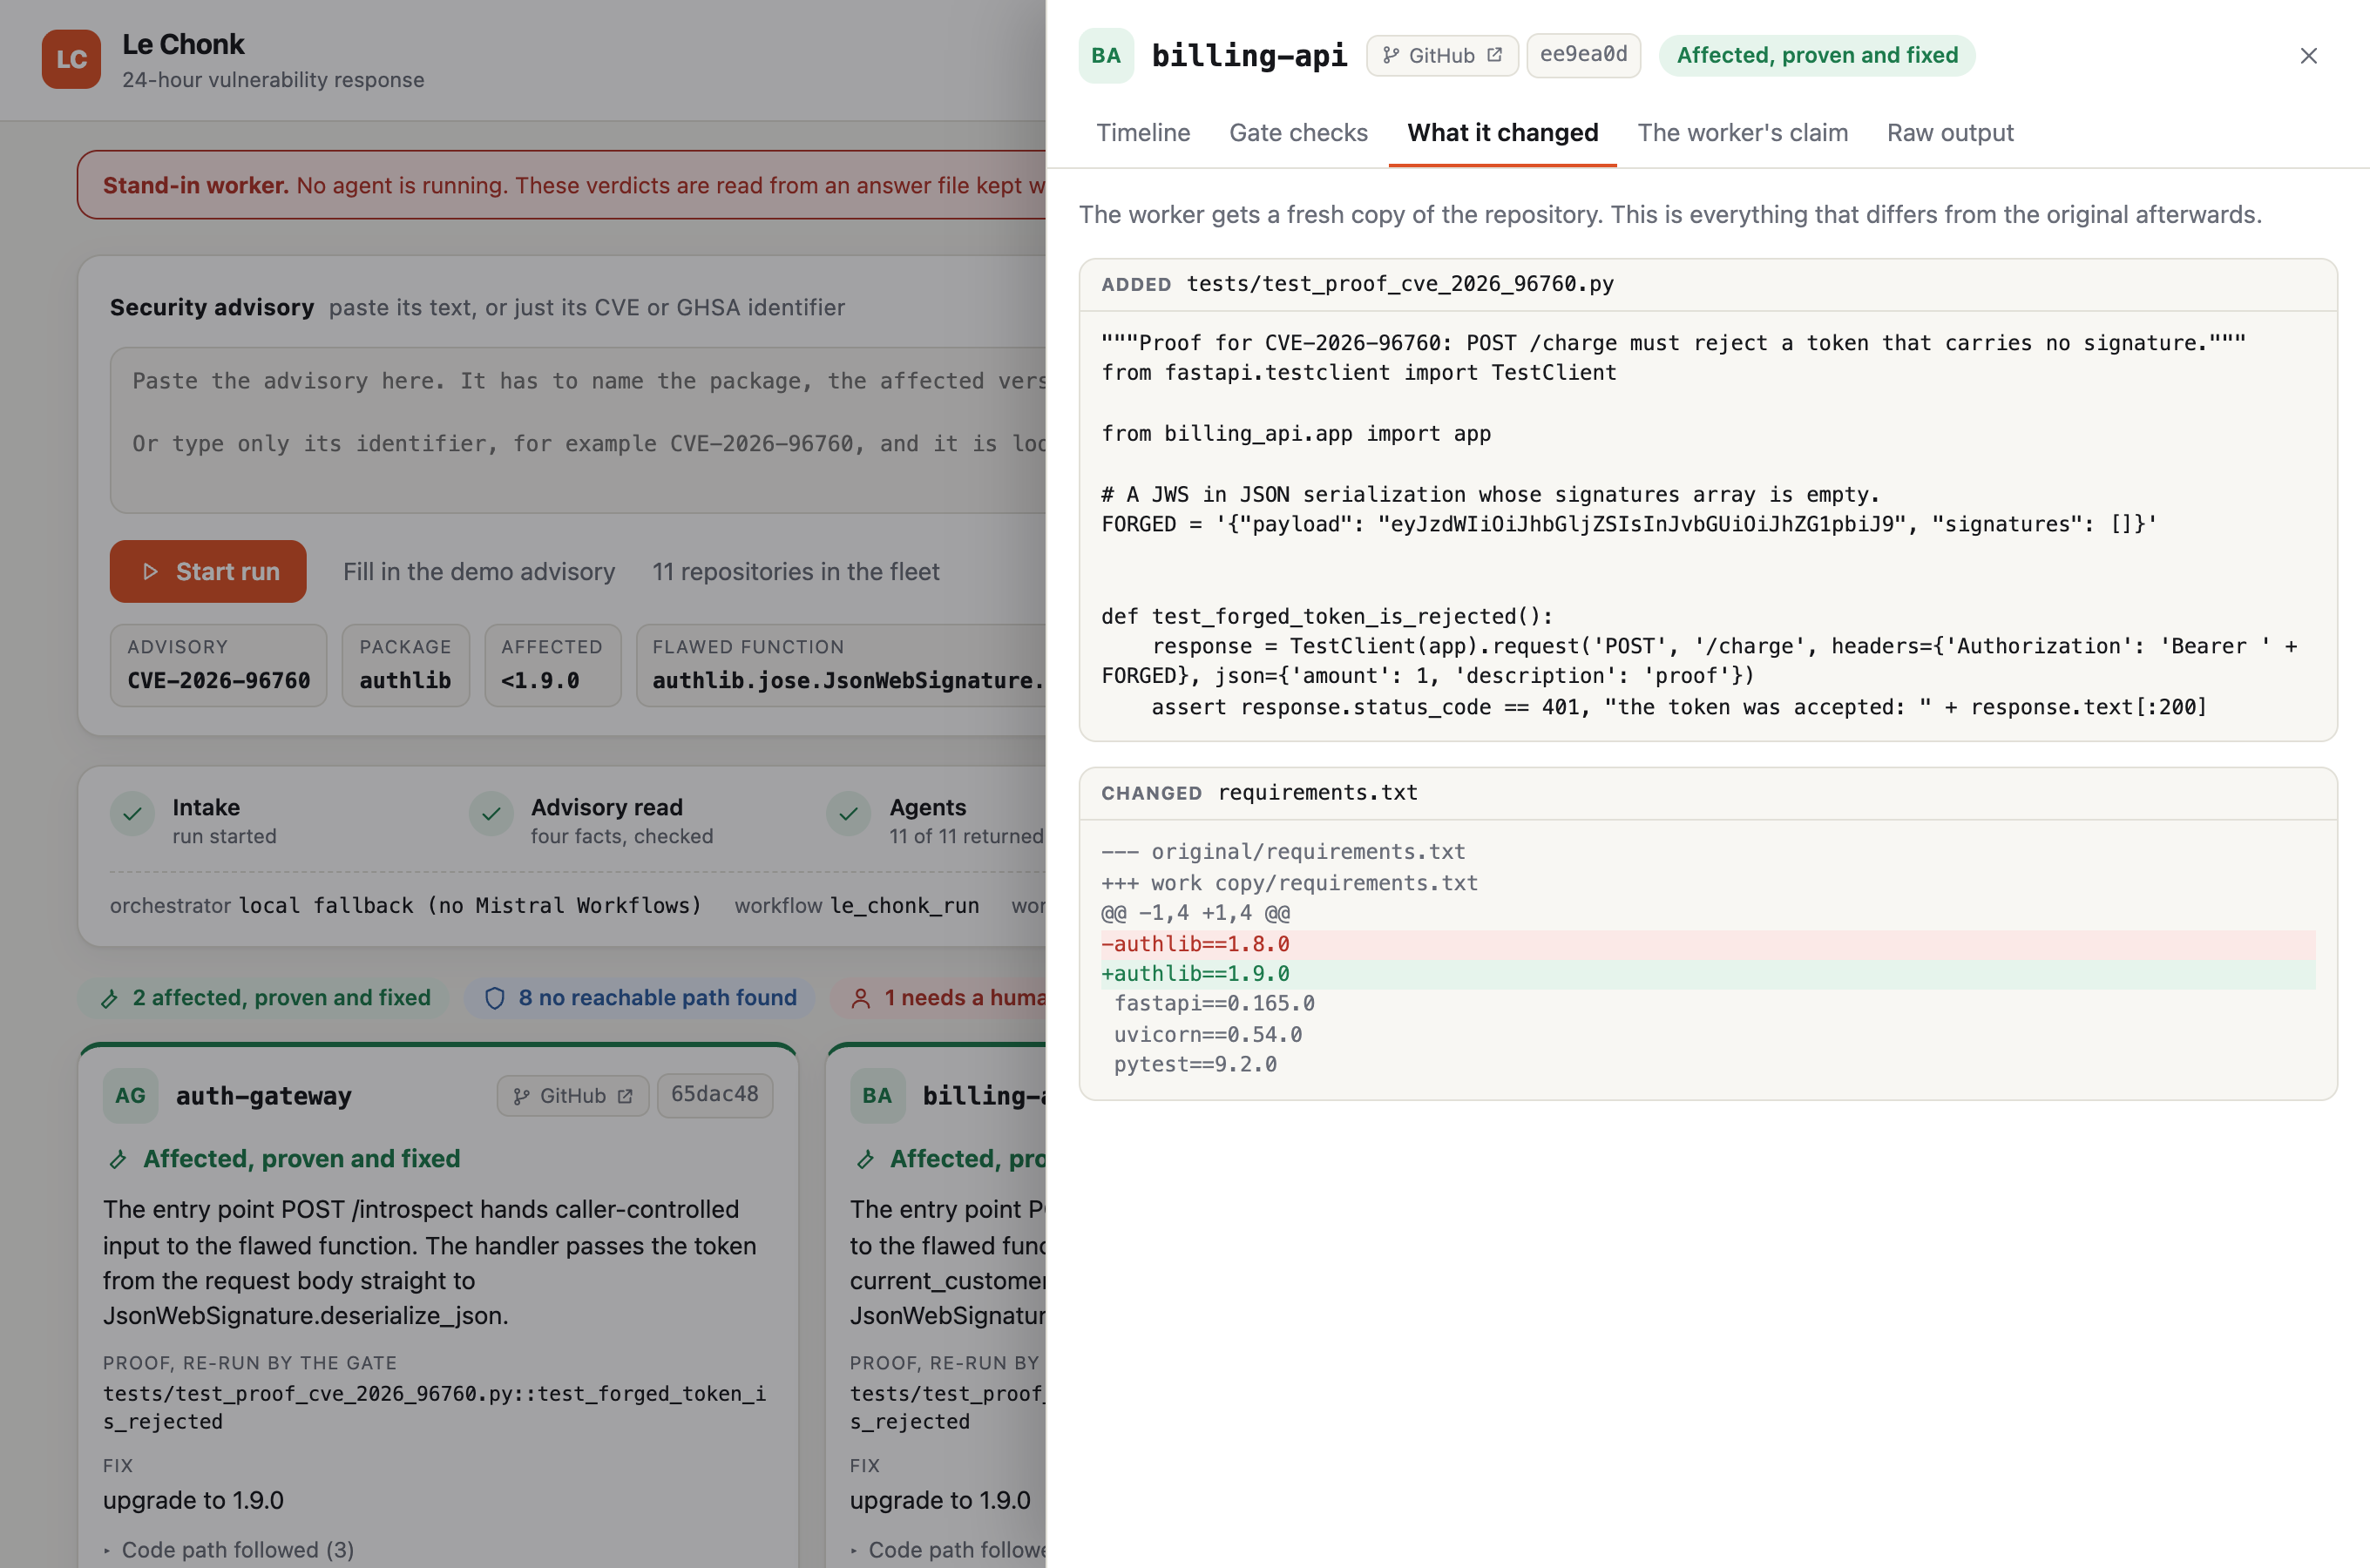 LC
Le Chonk
24-hour vulnerability response
Stand-in worker. No agent is running. These verdicts are read from an answer file kept w
Security advisory paste its text, or just its CVE or GHSA identifier
Paste the advisory here. It has to name the package, the affected vers
Or type only its identifier, for example CVE-2026-96760, and it is loo
Start run
Fill in the demo advisory
11 repositories in the fleet
ADVISORY
CVE-2026-96760
PACKAGE
authlib
AFFECTED
<1.9.0
FLAWED FUNCTION
authlib.jose.JsonWebSignature.
Intake
run started
Advisory read
four facts, checked
Agents
11 of 11 returned
orchestrator local fallback (no Mistral Workflows) workflow le_chonk_run wor
2 affected, proven and fixed
8 no reachable path found
1 needs a huma
AG
auth-gateway
GitHub
65dac48
Affected, proven and fixed
The entry point POST /introspect hands caller-controlled
input to the flawed function. The handler passes the token
from the request body straight to
JsonWebSignature.deserialize_json.
PROOF, RE-RUN BY THE GATE
tests/test_proof_cve_2026_96760.py::test_forged_token_i
s_rejected
FIX
upgrade to 1.9.0
Code path followed (3)
BA
billing-a
Affected, pro
The entry point P
to the flawed func
current_customer
JsonWebSignatur
PROOF, RE-RUN BY
tests/test_proof_
s_rejected
FIX
upgrade to 1.9.0
Code path followe
BA
billing-api
GitHub
ee9ea0d
Affected, proven and fixed
Timeline
Gate checks
What it changed
The worker's claim
Raw output
The worker gets a fresh copy of the repository. This is everything that differs from the original afterwards.
ADDED tests/test_proof_cve_2026_96760.py
"""Proof for CVE-2026-96760: POST /charge must reject a token that carries no signature."""
from fastapi.testclient import TestClient
from billing_api.app import app
# A JWS in JSON serialization whose signatures array is empty.
FORGED = '{"payload": "eyJzdWIiOiJhbGljZSIsInJvbGUiOiJhZG1pbiJ9", "signatures": []}'
def test_forged_token_is_rejected():
    response = TestClient(app).request('POST', '/charge', headers={'Authorization': 'Bearer ' +
FORGED}, json={'amount': 1, 'description': 'proof'})
    assert response.status_code == 401, "the token was accepted: " + response.text[:200]
CHANGED requirements.txt
--- original/requirements.txt
+++ work copy/requirements.txt
@@ -1,4 +1,4 @@
-authlib==1.8.0
+authlib==1.9.0
 fastapi==0.165.0
 uvicorn==0.54.0
 pytest==9.2.0